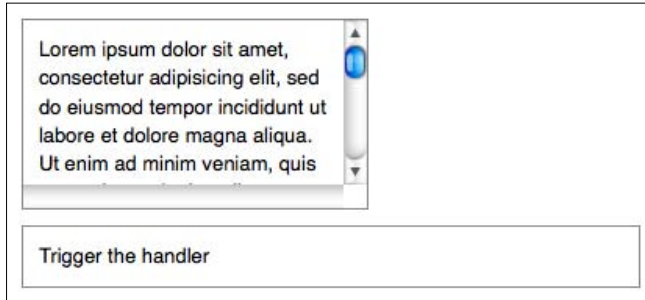 Lorem ipsum dolor sit amet,
consectetur adipisicing elit, sed
do eiusmod tempor incididunt ut
labore et dolore magna aliqua.
Ut enim ad minim veniam, quis
Trigger the handler